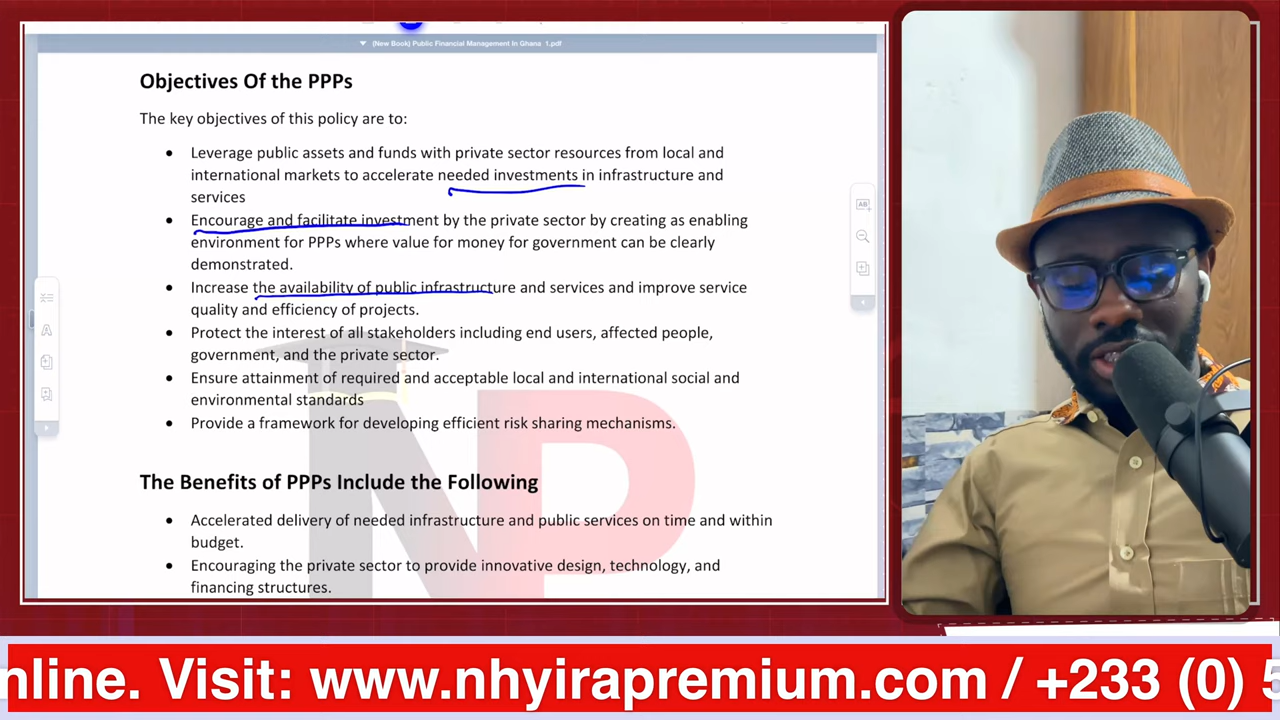 (New Book) Public Financial Management In Ghana 1.pdf
Objectives Of the PPPs
The key objectives of this policy are to:
• Leverage public assets and funds with private sector resources from local and
international markets to accelerate needed investments in infrastructure and
services
• Encourage and facilitate investment by the private sector by creating as enabling
environment for PPPs where value for money for government can be clearly
demonstrated.
• Increase the availability of public infrastructure and services and improve service
quality and efficiency of projects.
• Protect the interest of all stakeholders including end users, affected people,
government, and the private sector.
• Ensure attainment of required and acceptable local and international social and
environmental standards
• Provide a framework for developing efficient risk sharing mechanisms.
The Benefits of PPPs Include the Following
• Accelerated delivery of needed infrastructure and public services on time and within
budget.
• Encouraging the private sector to provide innovative design, technology, and
financing structures.
NP
AB
A
nline. Visit: www.nhyirapremium.com / +233 (0) 5